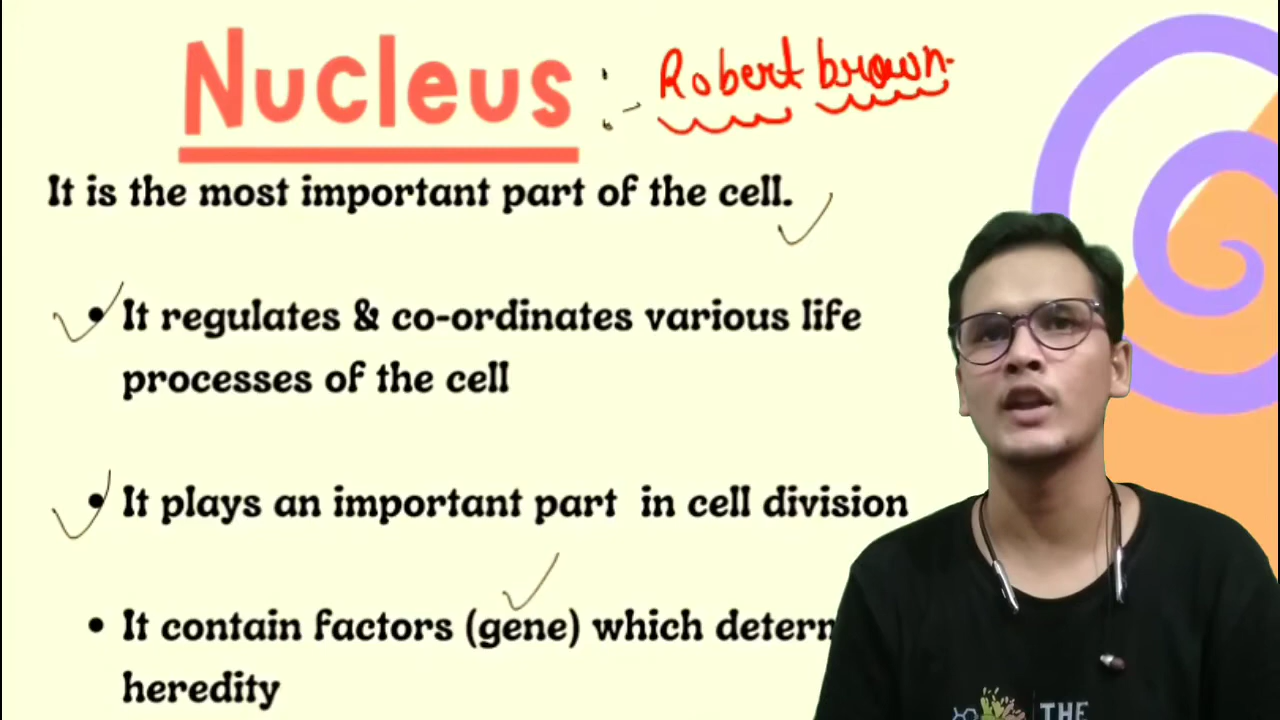 Nucleus :- Robert brown.
It is the most important part of the cell.
• It regulates & co-ordinates various life
processes of the cell
• It plays an important part in cell division
• It contain factors (gene) which determ
heredity
THE